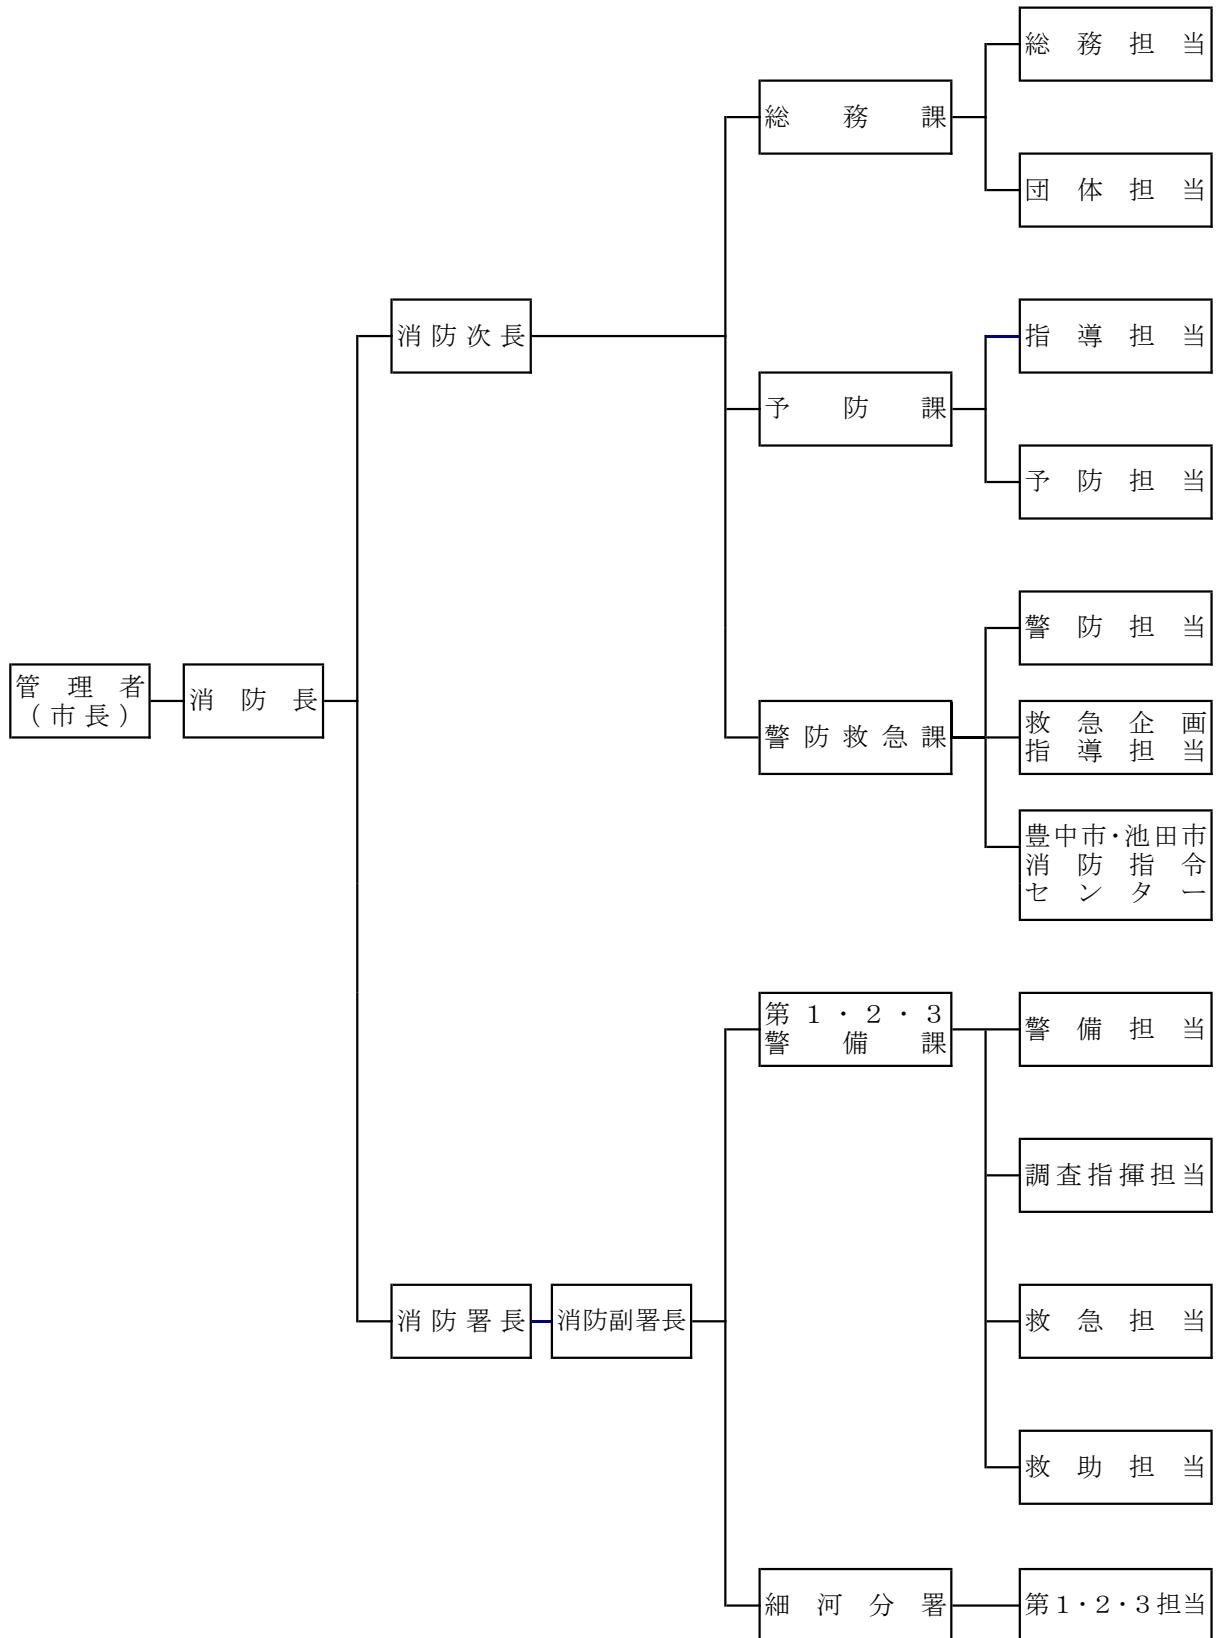 管理者
（市長）
消防長
消防次長
総務課
総務担当
団体担当
予防課
指導担当
予防担当
警防救急課
警防担当
救急企画
指導担当
豊中市・池田市
消防指令
センター
消防署長
消防副署長
第１・２・３
警備課
警備担当
調査指揮担当
救急担当
救助担当
細河分署
第１・２・３担当